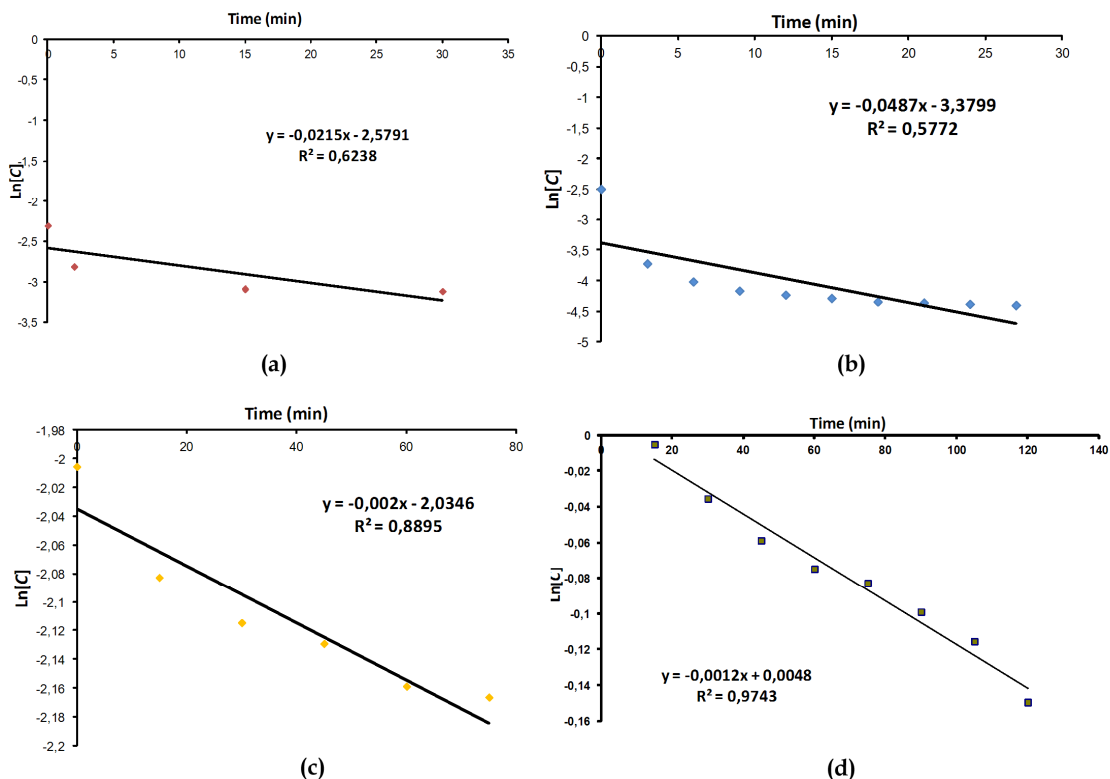 Time (min)
0
0 5 10 15 20 25 30 35
-0,5
-1
-1,5
-2
-2,5
-3
-3,5
Ln[C]
y = -0,0215x - 2,5791
R² = 0,6238
(a)
Time (min)
0
0 5 10 15 20 25 30
-0,5
-1
-1,5
-2
-2,5
-3
-3,5
-4
-4,5
-5
Ln[C]
y = -0,0487x - 3,3799
R² = 0,5772
(b)
Time (min)
-1,98
0 20 40 60 80
-2
-2,02
-2,04
-2,06
-2,08
-2,1
-2,12
-2,14
-2,16
-2,18
-2,2
Ln[C]
y = -0,002x - 2,0346
R² = 0,8895
(c)
Time (min)
0
0 20 40 60 80 100 120 140
-0,02
-0,04
-0,06
-0,08
-0,1
-0,12
-0,14
-0,16
Ln[C]
y = -0,0012x + 0,0048
R² = 0,9743
(d)